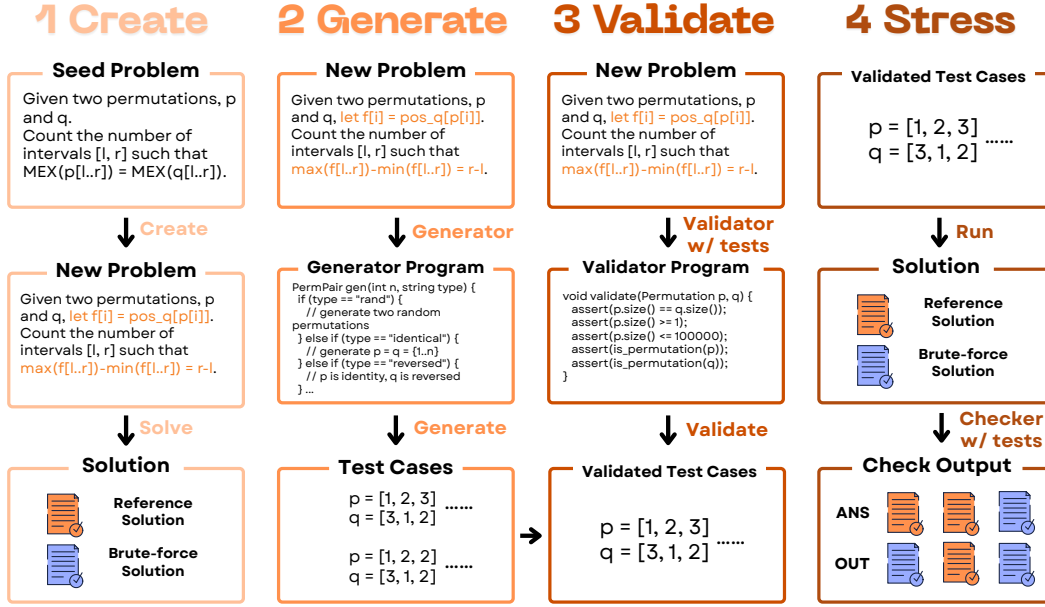 1 Create
Seed Problem
Given two permutations, p
and q.
Count the number of
intervals [l, r] such that
MEX(p[l..r]) = MEX(q[l..r]).
Create
New Problem
Given two permutations, p
and q, let f[i] = pos_q[p[i]].
Count the number of
intervals [l, r] such that
max(f[l..r])-min(f[l..r]) = r-l.
Solve
Solution
Reference
Solution
Brute-force
Solution
2 Generate
New Problem
Given two permutations, p
and q, let f[i] = pos_q[p[i]].
Count the number of
intervals [l, r] such that
max(f[l..r])-min(f[l..r]) = r-l.
Generator
Generator Program
PermPair gen(int n, string type) {
if (type == "rand") {
// generate two random
permutations
} else if (type == "identical") {
// generate p = q = {1..n}
} else if (type == "reversed") {
// p is identity, q is reversed
} ...
Generate
Test Cases
p = [1, 2, 3]
q = [3, 1, 2]
......
p = [1, 2, 2]
q = [3, 1, 2]
......
3 Validate
New Problem
Given two permutations, p
and q, let f[i] = pos_q[p[i]].
Count the number of
intervals [l, r] such that
max(f[l..r])-min(f[l..r]) = r-l.
Validator
w/ tests
Validator Program
void validate(Permutation p, q) {
assert(p.size() == q.size());
assert(p.size() >= 1);
assert(p.size() <= 100000);
assert(is_permutation(p));
assert(is_permutation(q));
}
Validate
Validated Test Cases
p = [1, 2, 3]
q = [3, 1, 2]
......
4 Stress
Validated Test Cases
p = [1, 2, 3]
q = [3, 1, 2]
......
Run
Solution
Reference
Solution
Brute-force
Solution
Checker
w/ tests
Check Output
ANS
OUT